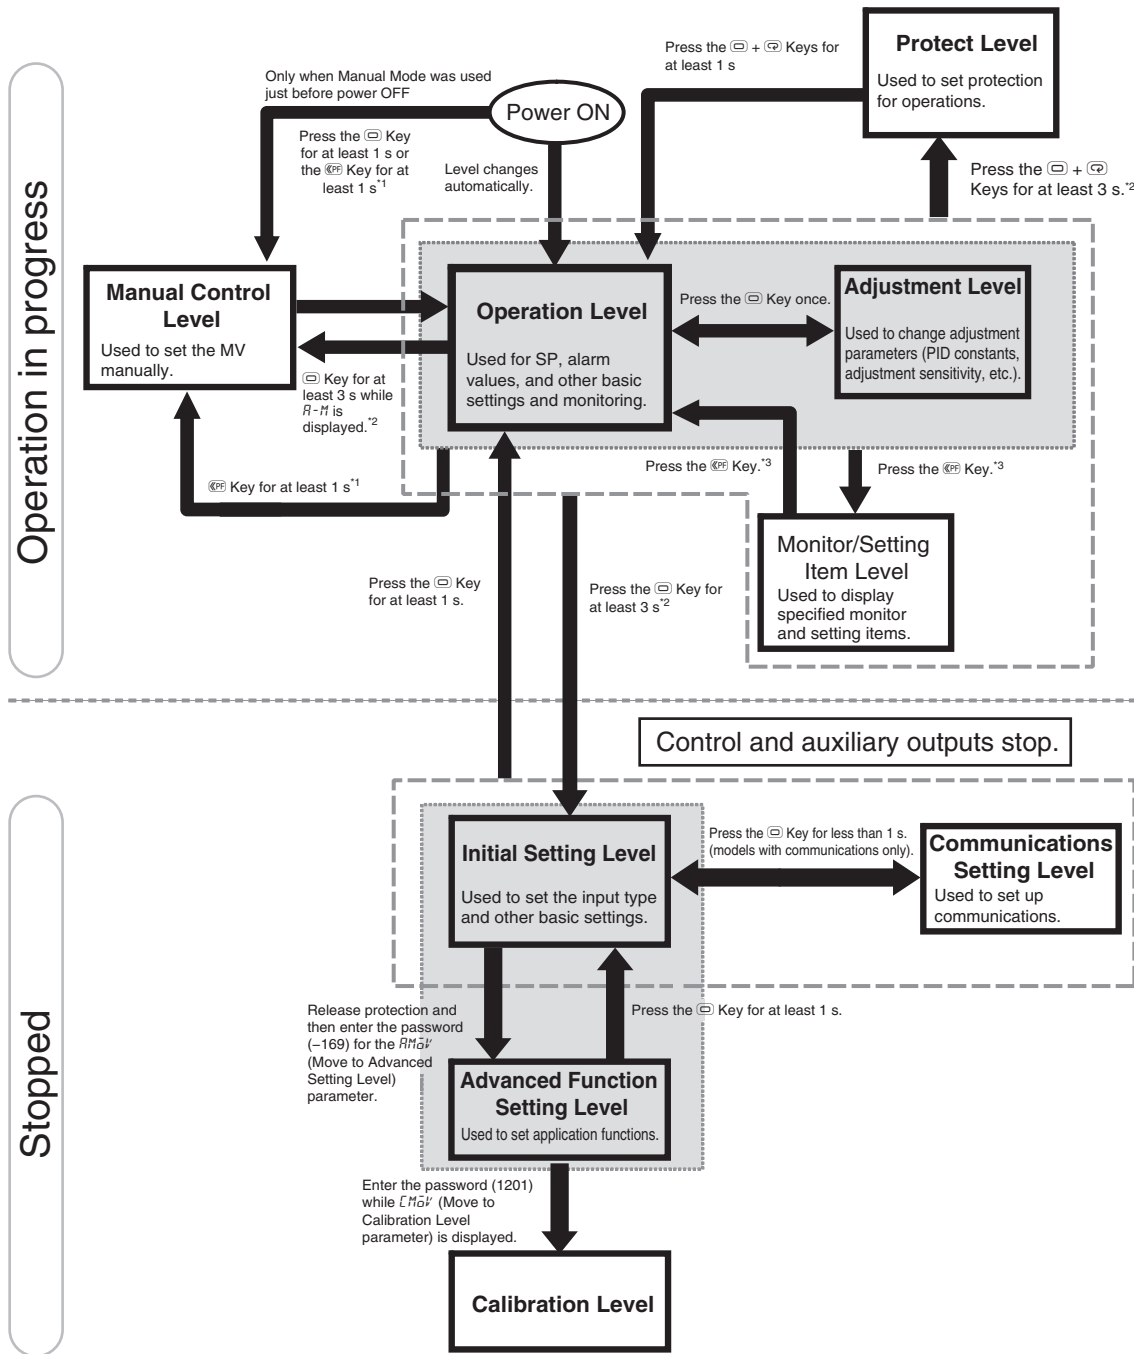 Operation in progress
Protect Level
Used to set protection
for operations.
Press the + Keys for
at least 1 s
Only when Manual Mode was used
just before power OFF
Power ON
Press the Key
for at least 1 s or
the PF Key for at
least 1 s*1
Level changes
automatically.
Press the +
Keys for at least 3 s.*2
Manual Control
Level
Used to set the MV
manually.
Operation Level
Used for SP, alarm
values, and other basic
settings and monitoring.
Press the Key once.
Adjustment Level
Used to change adjustment
parameters (PID constants,
adjustment sensitivity, etc.).
Key for at
least 3 s while
A-M is
displayed.*2
PF Key for at least 1 s*1
Press the PF Key.*3
Press the PF Key.*3
Monitor/Setting
Item Level
Used to display
specified monitor
and setting items.
Press the Key
for at least 1 s.
Press the Key for
at least 3 s*2
Control and auxiliary outputs stop.
Stopped
Initial Setting Level
Used to set the input type
and other basic settings.
Press the Key for less than 1 s.
(models with communications only).
Communications
Setting Level
Used to set up
communications.
Release protection and
then enter the password
(−169) for the AMoV
(Move to Advanced
Setting Level)
parameter.
Press the Key for at least 1 s.
Advanced Function
Setting Level
Used to set application functions.
Enter the password (1201)
while CMoV (Move to
Calibration Level
parameter) is displayed.
Calibration Level